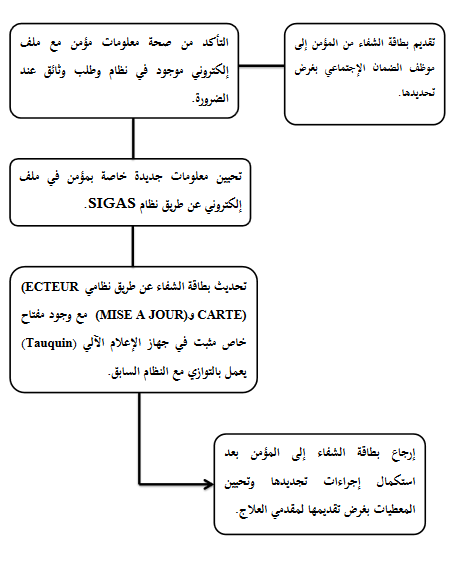 تقديم بطاقة الشفاء من المؤمن إلى
موظف الضمان الإجتماعي بغرض
تحديدها.
التأكد من صحة معلومات مؤمن مع ملف
إلكتروني موجود في نظام وطلب وثائق عند
الضرورة.
تحيين معلومات جديدة خاصة بمؤمن في ملف
إلكتروني عن طريق نظام SIGAS.
تحديث بطاقة الشفاء عن طريق نظامي (ECTEUR
CARTE) و(MISE A JOUR) مع وجود مفتاح
خاص مثبت في جهاز الإعلام الآلي (Tauquin)
يعمل بالتوازي مع النظام السابق.
إرجاع بطاقة الشفاء إلى المؤمن بعد
استكمال إجراءات تجديدها وتحيين
المعطيات بغرض تقديمها لمقدمي العلاج.